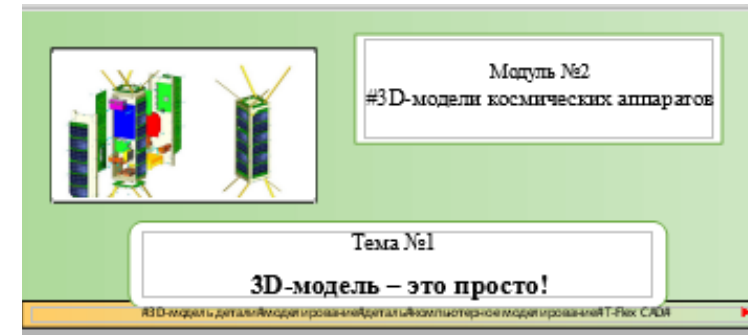 Модуль №2
#3D-модели космических аппаратов
Тема №1
3D-модель – это просто!
#3D-модель детали#моделирование#деталь#компьютерное моделирование#T-Flex CAD#